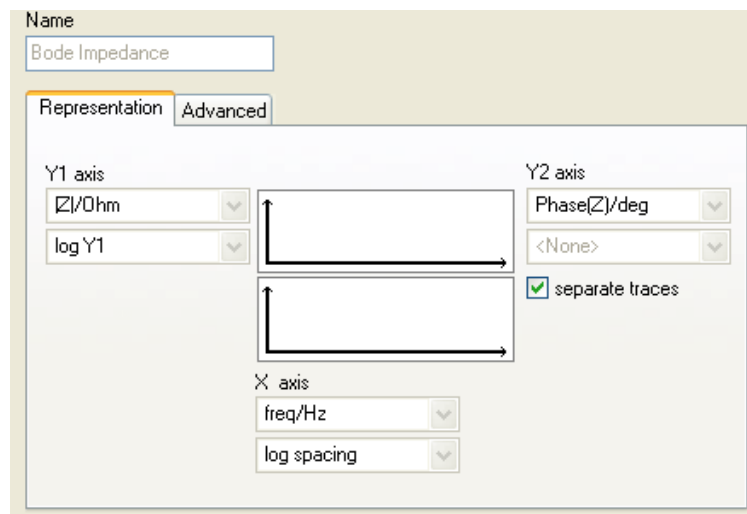 Name
Bode Impedance
Representation
Advanced
Y1 axis
|Z|/Ohm
log Y1
Y2 axis
Phase(Z)/deg
<None>
separate traces
X axis
freq/Hz
log spacing